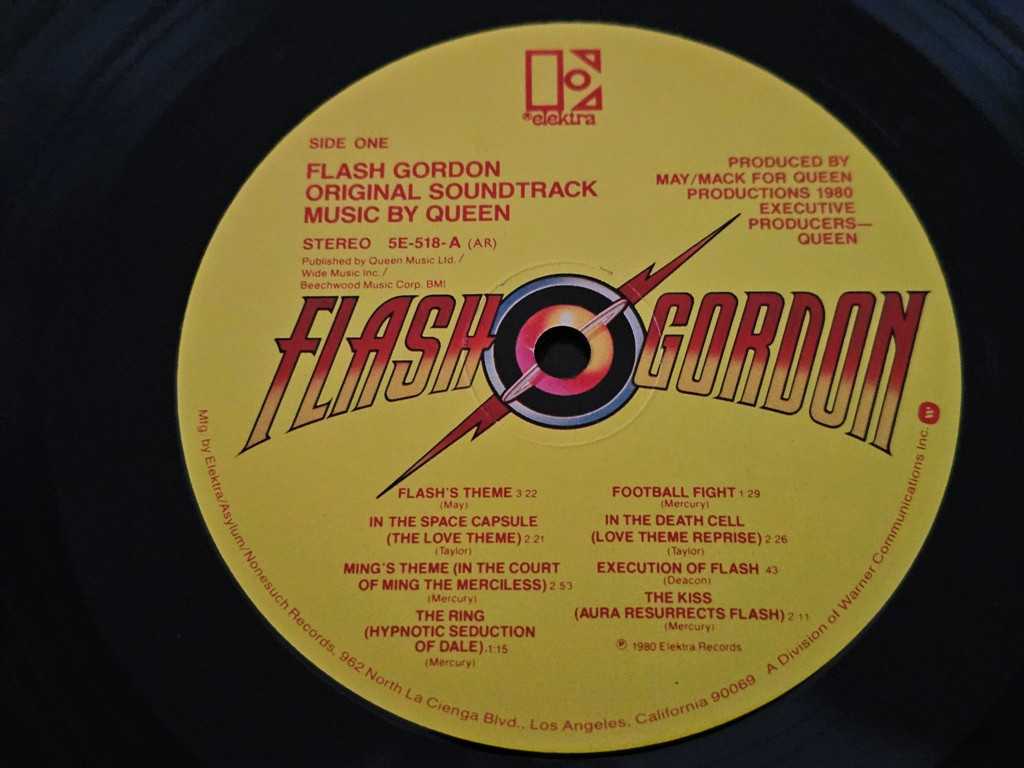 elektra
SIDE ONE
FLASH GORDON
ORIGINAL SOUNDTRACK
MUSIC BY QUEEN
STEREO 5E-518-A (AR)
Published by Queen Music Ltd. /
Wide Music Inc. /
Beechwood Music Corp. BMI
PRODUCED BY
MAY/MACK FOR QUEEN
PRODUCTIONS 1980
EXECUTIVE
PRODUCERS—
QUEEN
FLASH GORDON
FLASH'S THEME 3 22
(May)
IN THE SPACE CAPSULE
(THE LOVE THEME) 2.21
(Taylor)
MING'S THEME (IN THE COURT
OF MING THE MERCILESS) 2 53
(Mercury)
THE RING
(HYPNOTIC SEDUCTION
OF DALE).1:15
(Mercury)
FOOTBALL FIGHT 1 29
(Mercury)
IN THE DEATH CELL
(LOVE THEME REPRISE) 2 26
(Taylor)
EXECUTION OF FLASH 43
(Deacon)
THE KISS
(AURA RESURRECTS FLASH) 2 11
(Mercury)
℗ 1980 Elektra Records
Mfg. by Elektra/Asylum/Nonesuch Records, 962 North La Cienga Blvd., Los Angeles, California 90069 A Division of Warner Communications Inc.